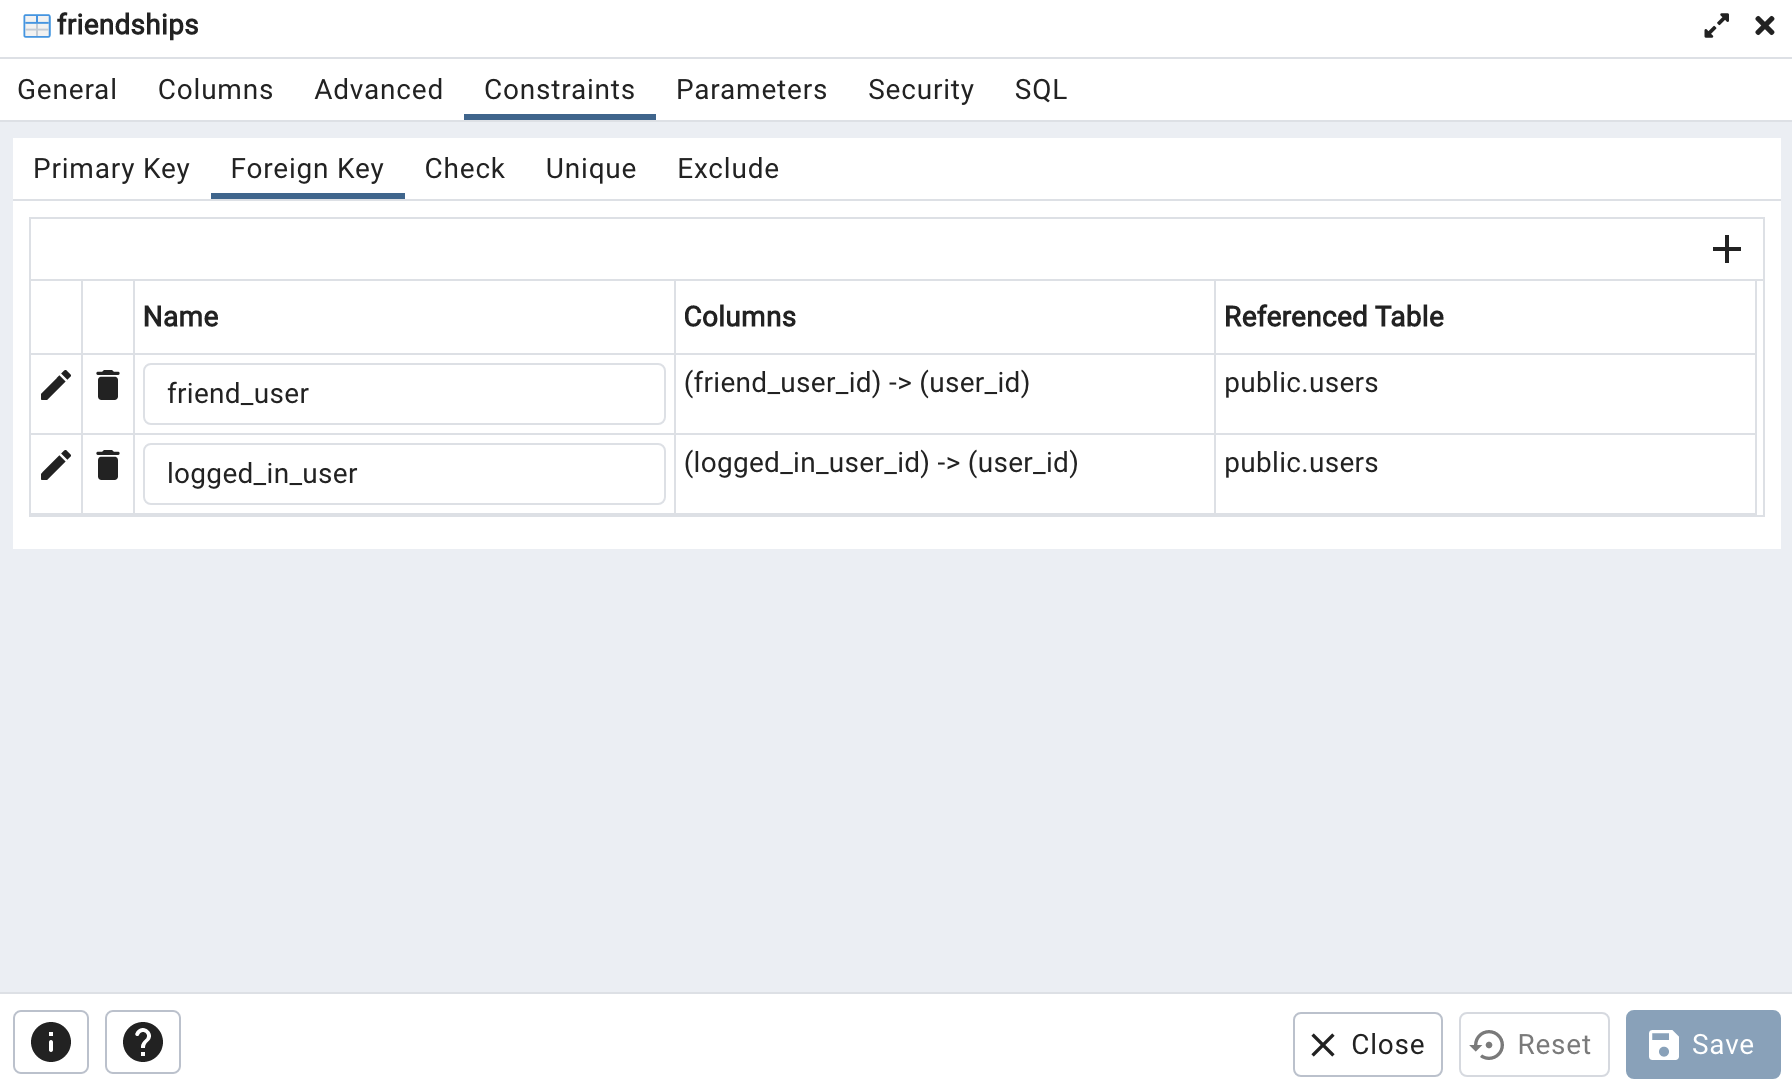 friendships
General Columns Advanced Constraints Parameters Security SQL
Primary Key Foreign Key Check Unique Exclude
Name Columns Referenced Table
friend_user (friend_user_id) -> (user_id) public.users
logged_in_user (logged_in_user_id) -> (user_id) public.users
Close Reset Save